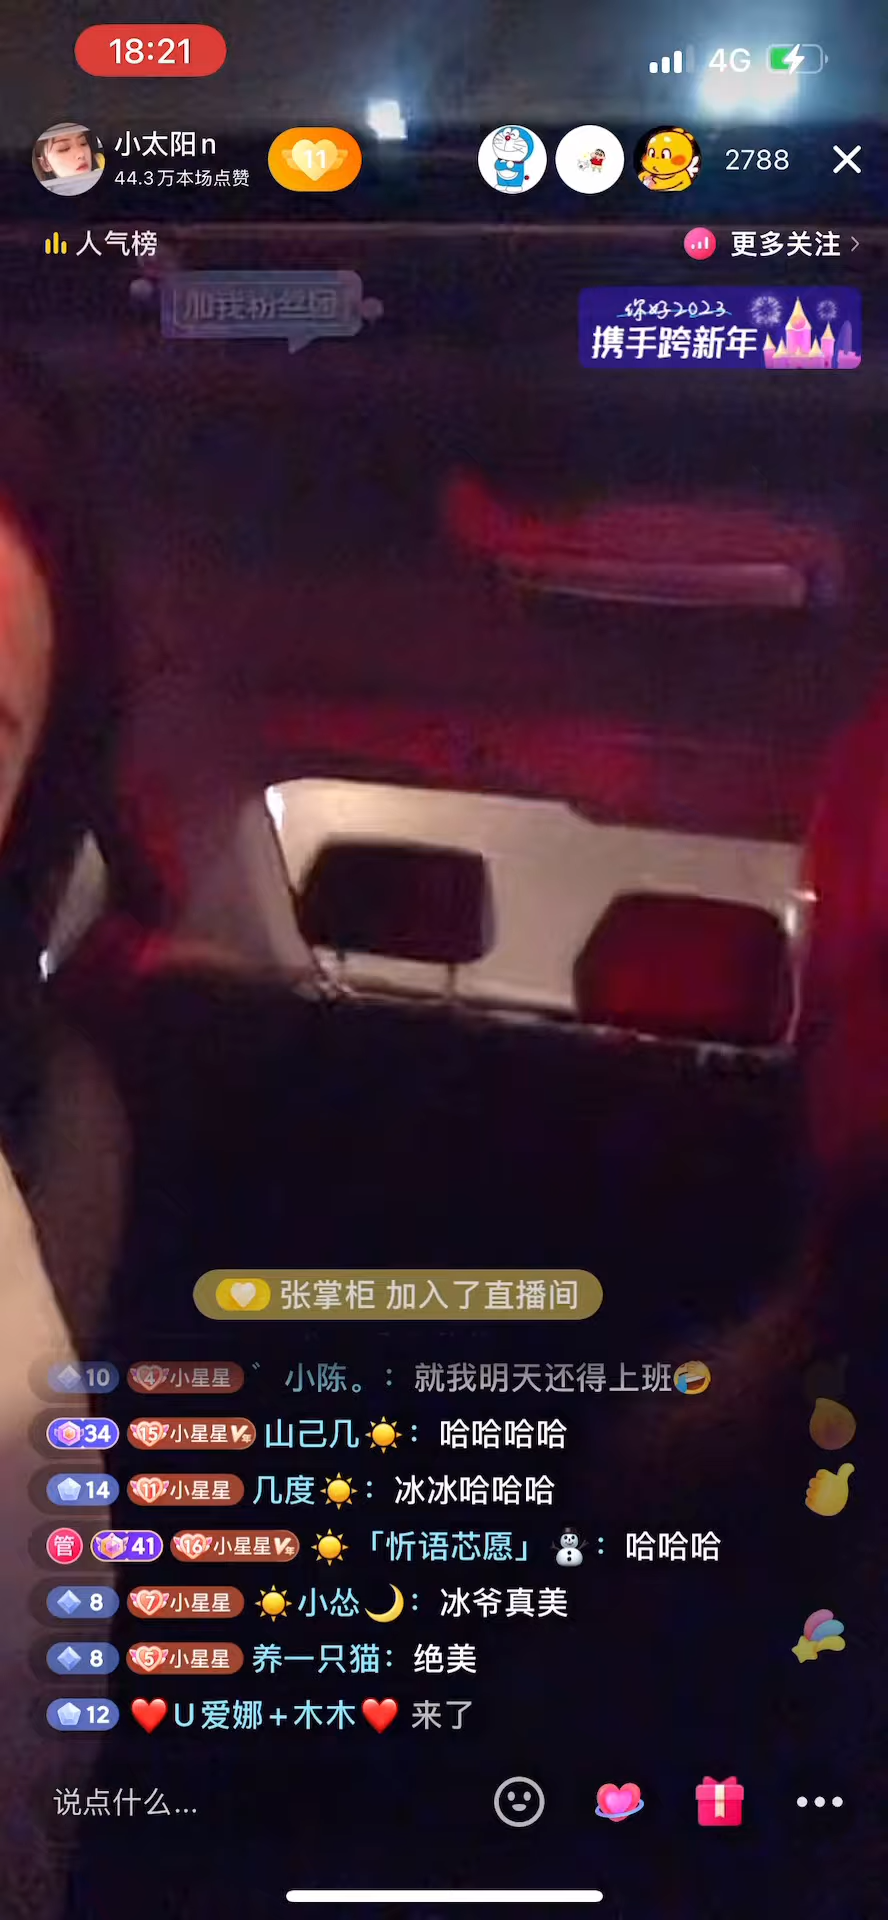 18:21
4G
小太阳n
44.3万本场点赞
11
2788
人气榜
更多关注
加我粉丝团
你好2023
携手跨新年
张掌柜 加入了直播间
10 4 小星星 ゛小陈。：就我明天还得上班🤣
34 15 小星星V年 山己几☀️：哈哈哈哈
14 11 小星星 几度☀️：冰冰哈哈哈
管 41 16 小星星V年 ☀️「忻语芯愿」⛄：哈哈哈
8 7 小星星 ☀️小怂🌙：冰爷真美
8 5 小星星 养一只猫：绝美
12 ❤️U爱娜+木木❤️ 来了
说点什么...